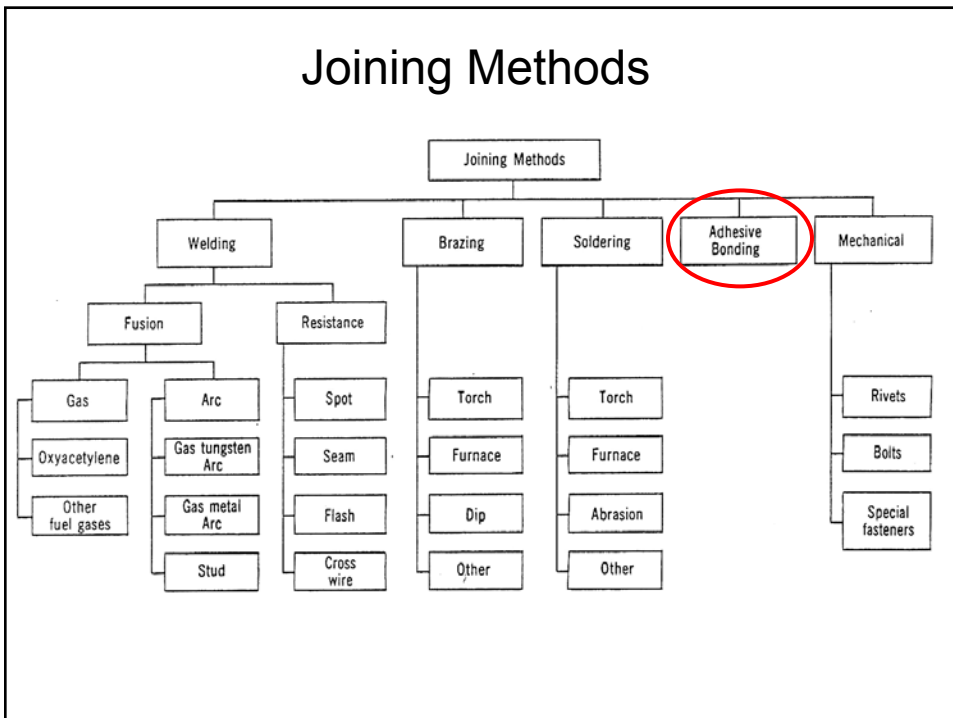 Joining Methods
Joining Methods
Welding
Brazing
Soldering
Adhesive
Bonding
Mechanical
Fusion
Resistance
Gas
Arc
Spot
Torch
Torch
Rivets
Oxyacetylene
Gas tungsten
Arc
Seam
Furnace
Furnace
Bolts
Other
fuel gases
Gas metal
Arc
Flash
Dip
Abrasion
Special
fasteners
Stud
Cross
wire
Other
Other